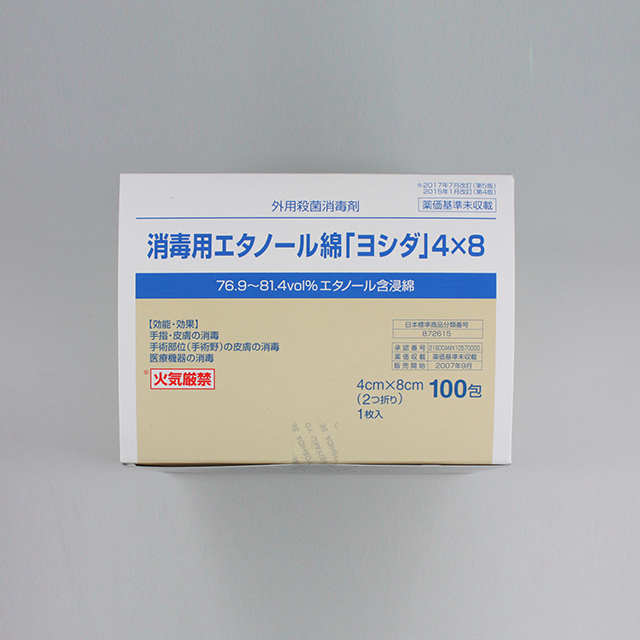 ※2017年7月改訂(第5版)
2015年1月改訂(第4版)
外用殺菌消毒剤
薬価基準未収載
消毒用エタノール綿「ヨシダ」4×8
76.9〜81.4vol%エタノール含浸綿
【効能・効果】
手指・皮膚の消毒
手術部位(手術野)の皮膚の消毒
医療機器の消毒
※火気厳禁
日本標準商品分類番号
872615
承認番号 21800AMX10570000
薬価収載 薬価基準未収載
販売開始 2007年9月
4cm×8cm 100包
(2つ折り)
1枚入